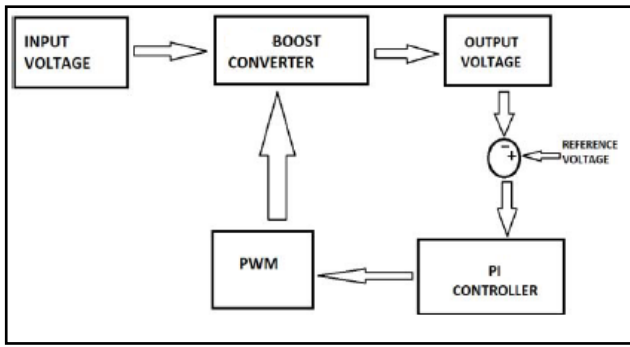 INPUT
VOLTAGE
BOOST
CONVERTER
OUTPUT
VOLTAGE
-
+
REFERENCE
VOLTAGE
PWM
PI
CONTROLLER